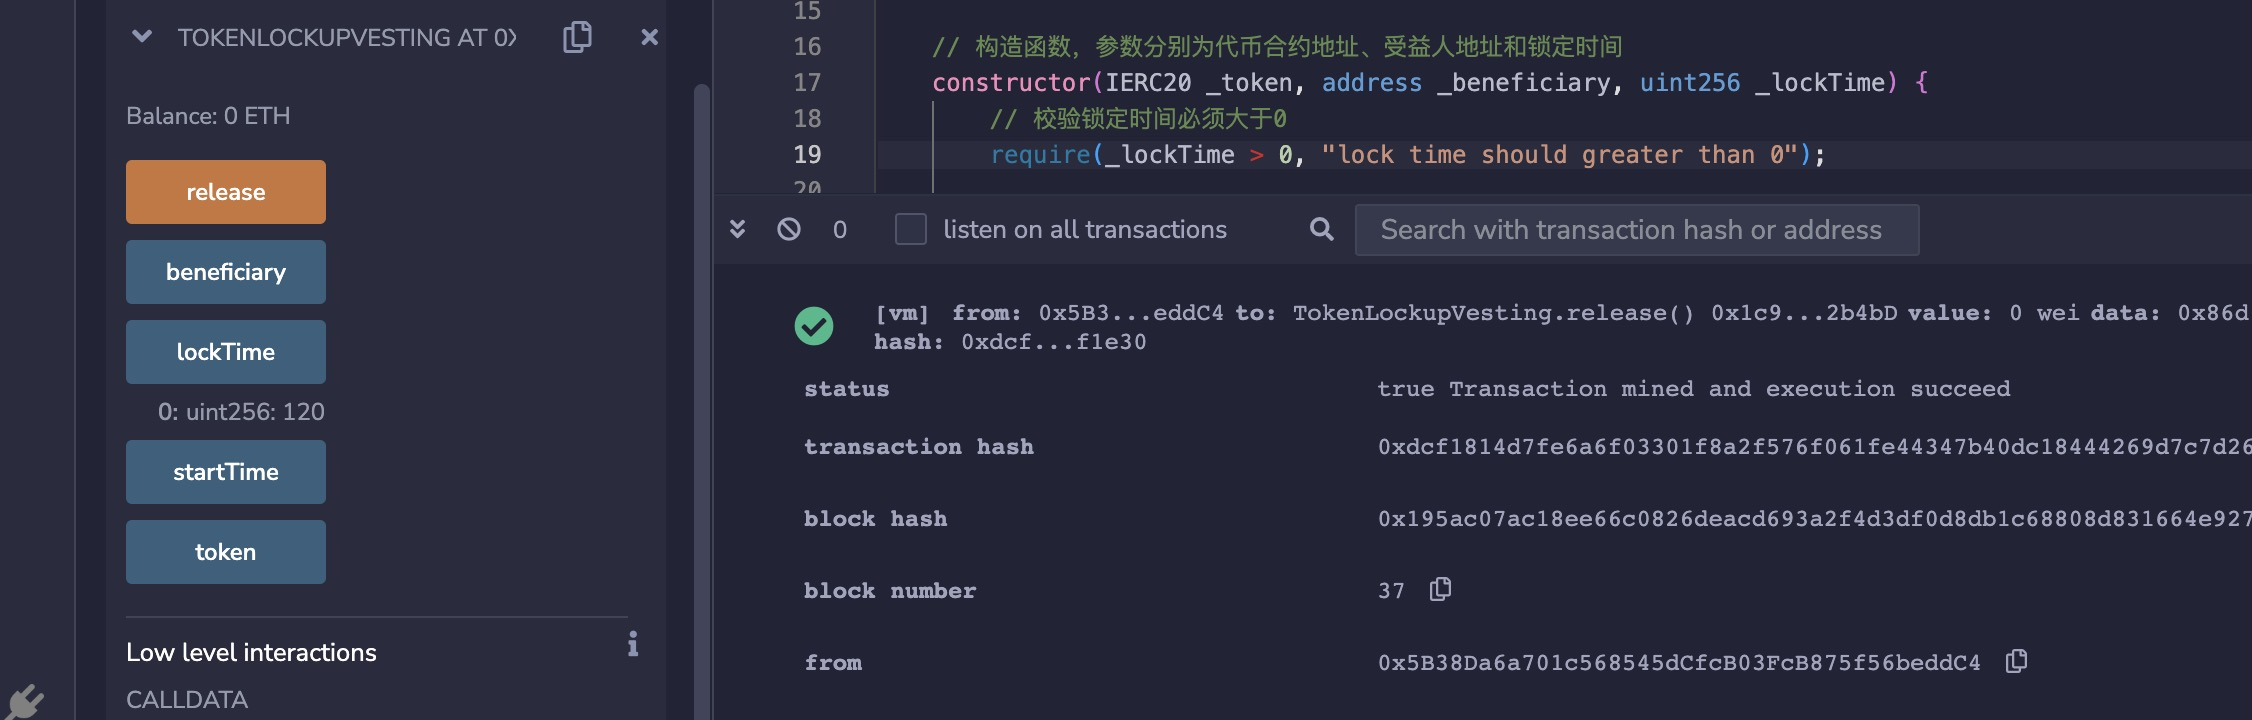 TOKENLOCKUPVESTING AT 0X
Balance: 0 ETH
release
beneficiary
lockTime
0: uint256: 120
startTime
token
Low level interactions
CALLDATA
15
16 // 构造函数，参数分别为代币合约地址、受益人地址和锁定时间
17 constructor(IERC20 _token, address _beneficiary, uint256 _lockTime) {
18 // 校验锁定时间必须大于0
19 require(_lockTime > 0, "lock time should greater than 0");
20
0 listen on all transactions Search with transaction hash or address
[vm] from: 0x5B3...eddC4 to: TokenLockupVesting.release() 0x1c9...2b4bD value: 0 wei data: 0x86d
hash: 0xdcf...f1e30
status true Transaction mined and execution succeed
transaction hash 0xdcf1814d7fe6a6f03301f8a2f576f061fe44347b40dc18444269d7c7d26
block hash 0x195ac07ac18ee66c0826deacd693a2f4d3df0d8db1c68808d831664e927
block number 37
from 0x5B38Da6a701c568545dCfcB03FcB875f56beddC4